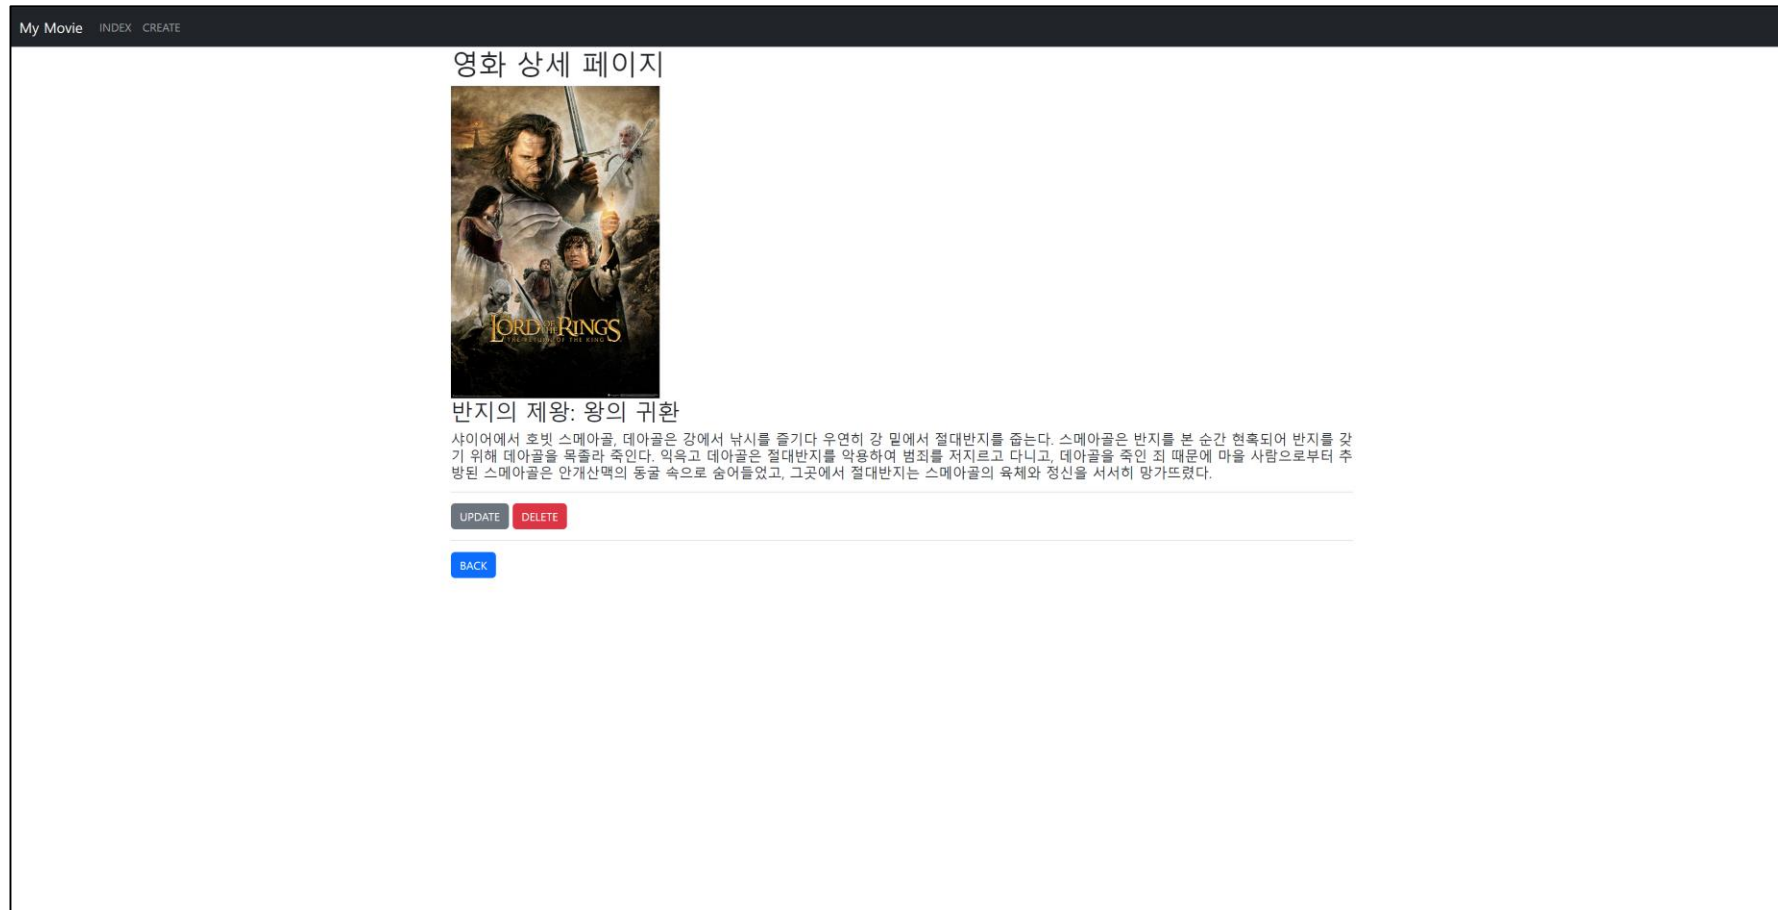 My Movie INDEX CREATE
영화 상세 페이지
LORD OF THE RINGS
THE RETURN OF THE KING
반지의 제왕: 왕의 귀환
샤이어에서 호빗 스메아골, 데아골은 강에서 낚시를 즐기다 우연히 강 밑에서 절대반지를 줍는다. 스메아골은 반지를 본 순간 현혹되어 반지를 갖
기 위해 데아골을 목졸라 죽인다. 익윽고 데아골은 절대반지를 악용하여 범죄를 저지르고 다니고, 데아골을 죽인 죄 때문에 마을 사람으로부터 추
방된 스메아골은 안개산맥의 동굴 속으로 숨어들었고, 그곳에서 절대반지는 스메아골의 육체와 정신을 서서히 망가뜨렸다.
UPDATE DELETE
BACK